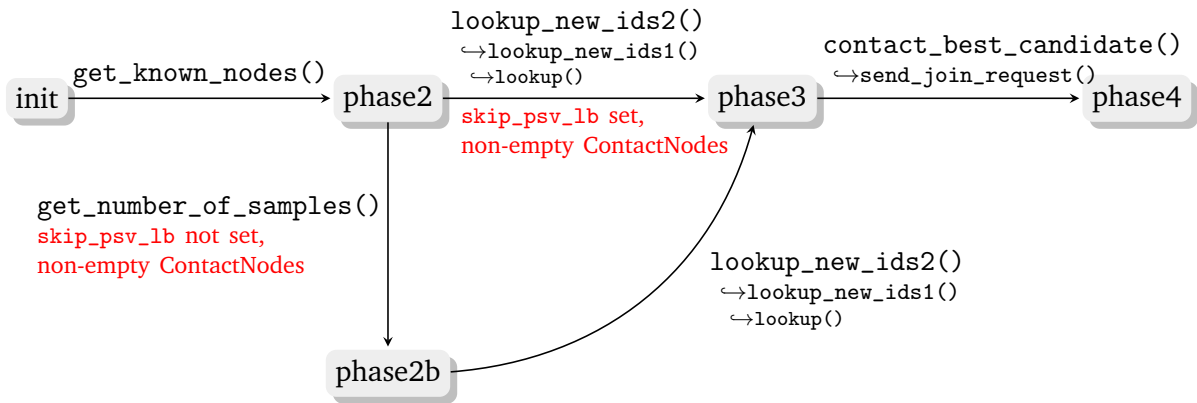 lookup_new_ids2()
↪lookup_new_ids1()
↪lookup()
contact_best_candidate()
↪send_join_request()
get_known_nodes()
init
phase2
phase3
phase4
skip_psv_lb set,
non-empty ContactNodes
get_number_of_samples()
skip_psv_lb not set,
non-empty ContactNodes
lookup_new_ids2()
↪lookup_new_ids1()
↪lookup()
phase2b